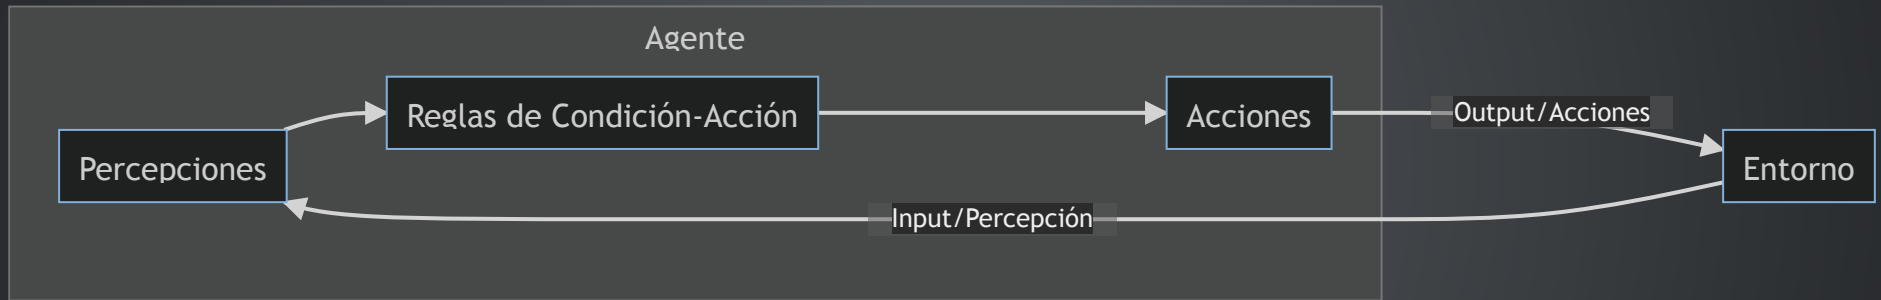 Agente
Percepciones
Reglas de Condición-Acción
Acciones
Output/Acciones
Entorno
Input/Percepción